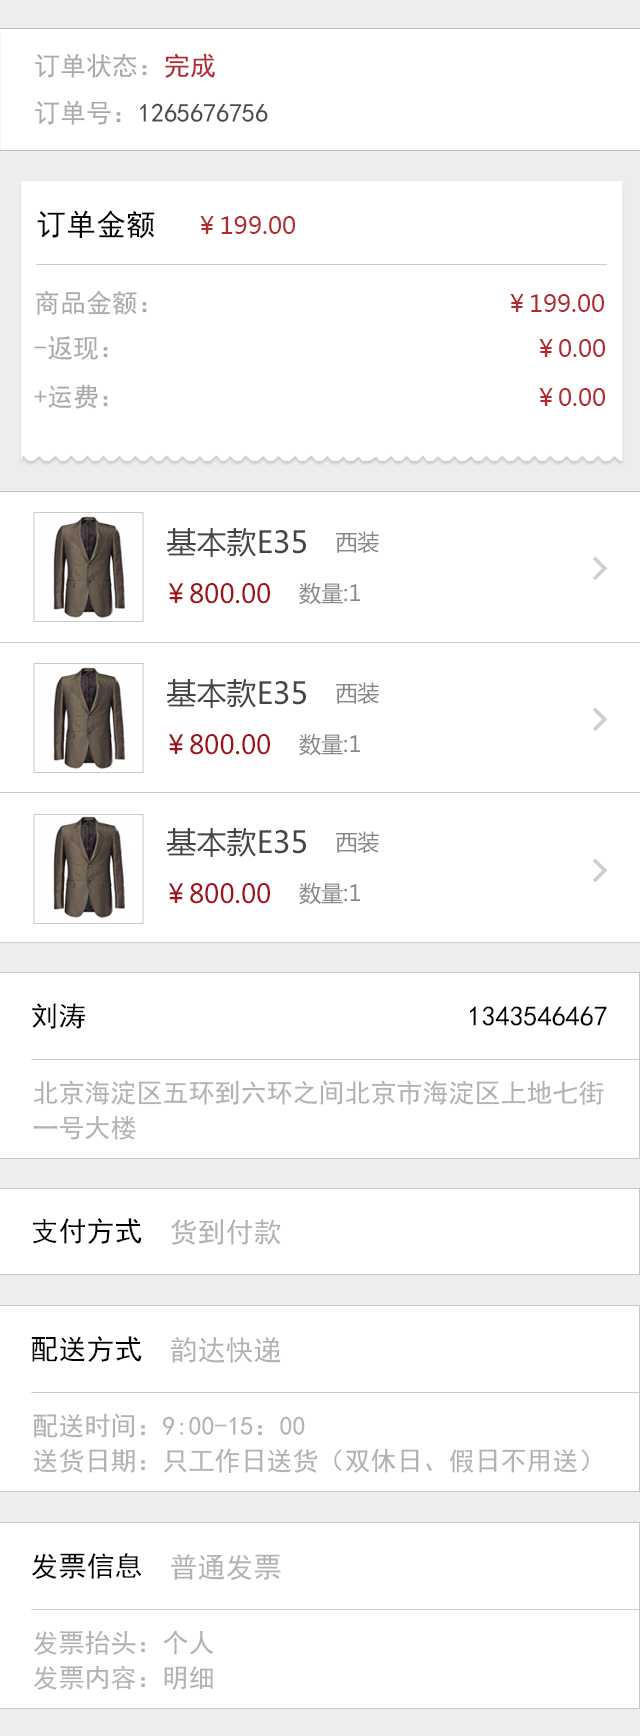 订单状态：完成
订单号：1265676756
订单金额 ￥199.00
商品金额： ￥199.00
-返现： ￥0.00
+运费： ￥0.00
基本款E35 西装
￥800.00 数量:1
基本款E35 西装
￥800.00 数量:1
基本款E35 西装
￥800.00 数量:1
刘涛 1343546467
北京海淀区五环到六环之间北京市海淀区上地七街
一号大楼
支付方式 货到付款
配送方式 韵达快递
配送时间：9:00-15：00
送货日期：只工作日送货（双休日、假日不用送）
发票信息 普通发票
发票抬头：个人
发票内容：明细